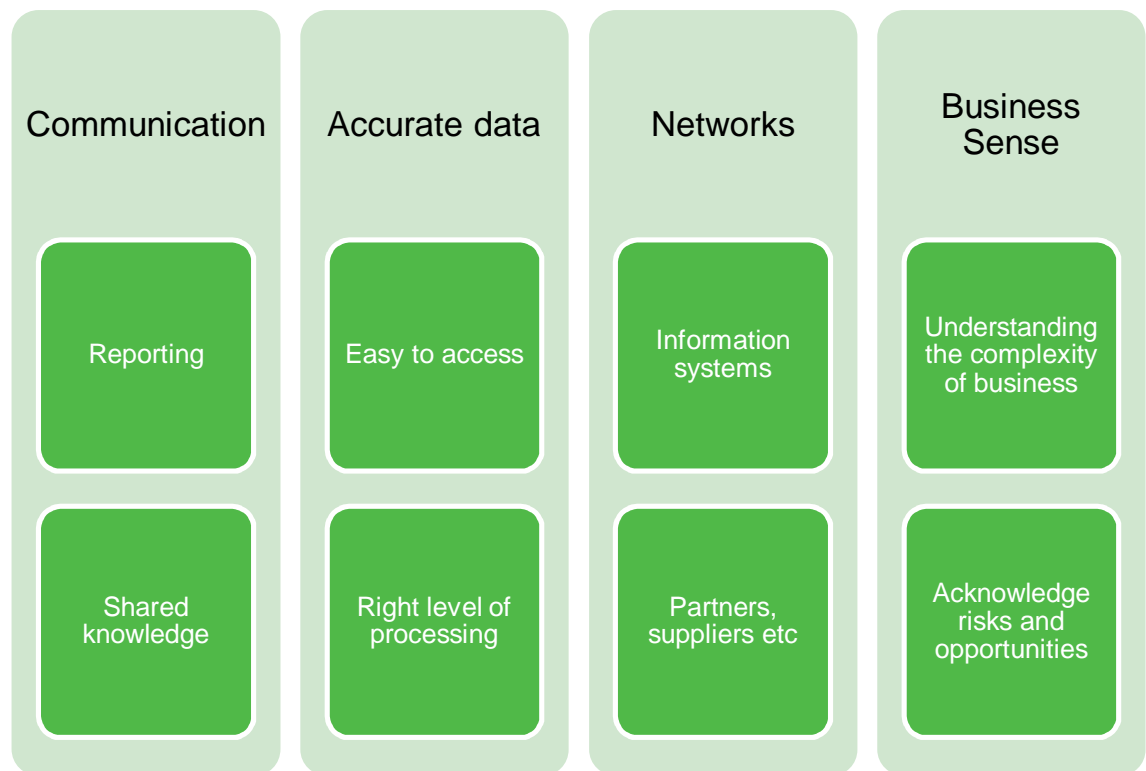 Communication
Reporting
Shared
knowledge
Accurate data
Easy to access
Right level of
processing
Networks
Information
systems
Partners,
suppliers etc
Business
Sense
Understanding
the complexity
of business
Acknowledge
risks and
opportunities